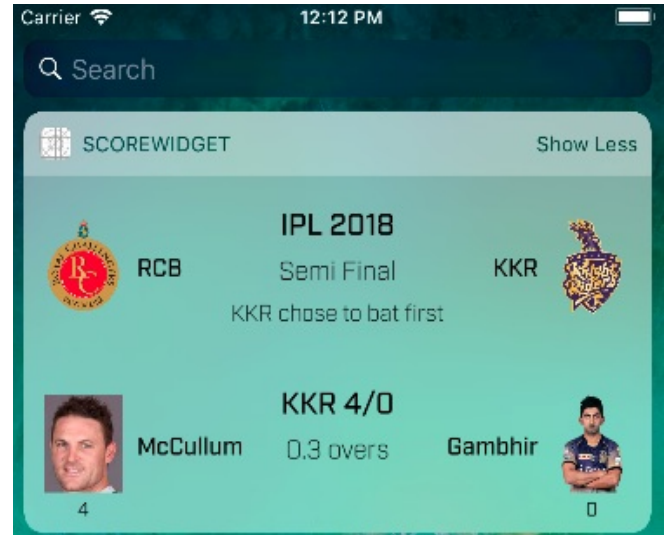 Carrier 12:12 PM
Search
SCOREWIDGET Show Less
IPL 2018
RCB Semi Final KKR
KKR chose to bat first
KKR 4/0
McCullum 0.3 overs Gambhir
4 0